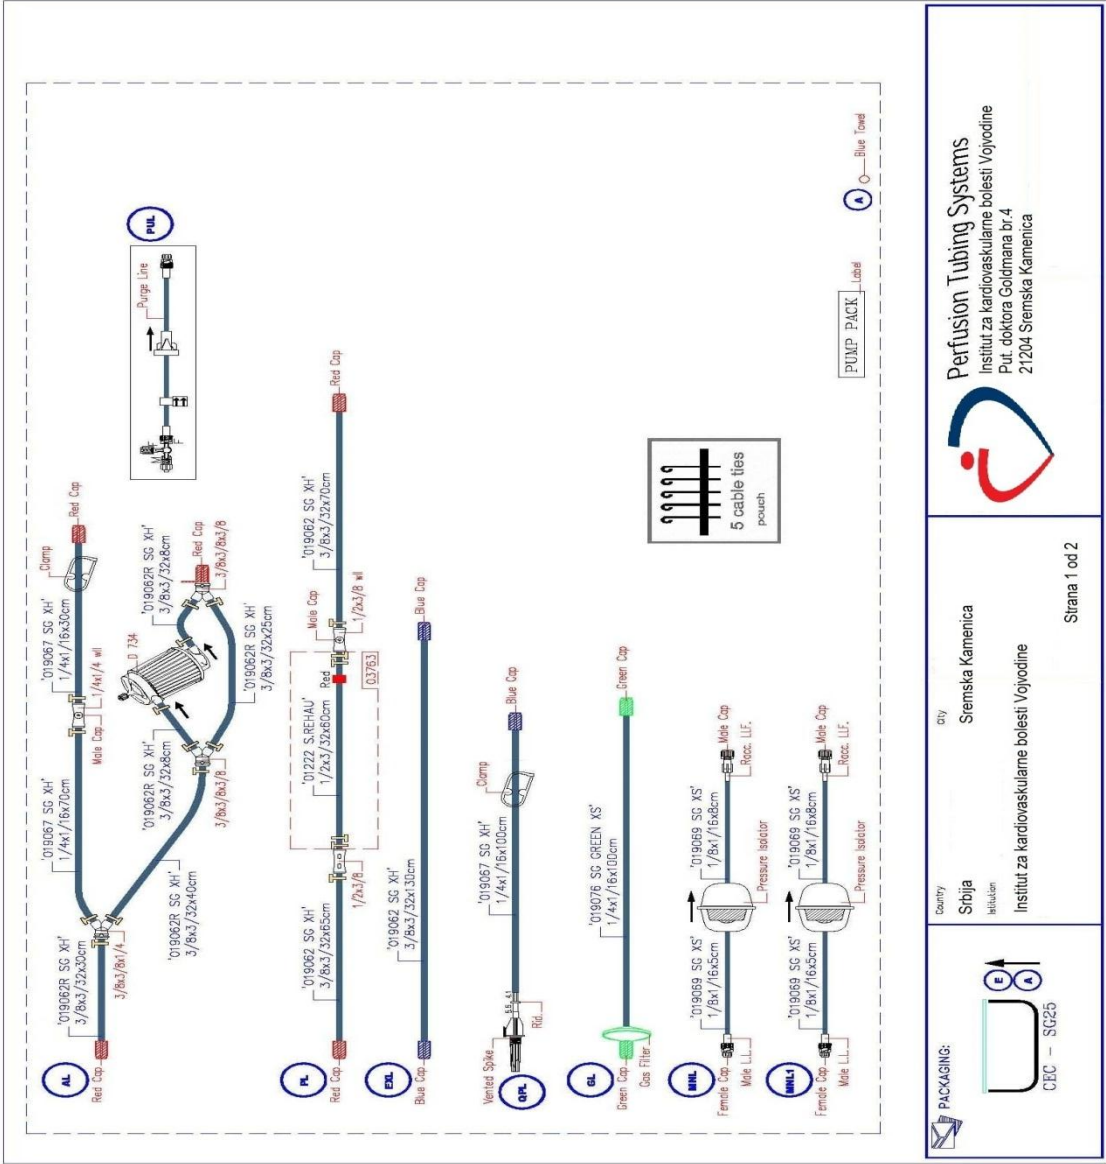 AL
Red Cap
'019062R SG XH'
3/8x3/32x30cm
3/8x3/8x1/4
'019067 SG XH'
1/4x1/16x70cm
Male Cap
1/4x1/4 wll
'019067 SG XH'
1/4x1/16x30cm
Clamp
Red Cap
'019062R SG XH'
3/8x3/32x40cm
3/8x3/8x3/8
'019062R SG XH'
3/8x3/32x8cm
D 734
'019062R SG XH'
3/8x3/32x8cm
'019062R SG XH'
3/8x3/32x25cm
Red Cap
3/8x3/8x3/8
PUL
Purge Line
PL
Red Cap
'019062 SG XH'
3/8x3/32x65cm
1/2x3/8
'01222 S.REHAU'
1/2x3/32x60cm
Red
03763
Male Cap
1/2x3/8 wll
'019062 SG XH'
3/8x3/32x70cm
Red Cap
EXL
Blue Cap
'019062 SG XH'
3/8x3/32x130cm
Blue Cap
QPL
Vented Spike
5.6
4.1
Rid.
'019067 SG XH'
1/4x1/16x100cm
Clamp
Blue Cap
GL
Green Cap
Gas Filter
'019076 SG GREEN XS'
1/4x1/16x100cm
Green Cap
MNL
Female Cap
Male L.L.
'019069 SG XS'
1/8x1/16x5cm
Pressure Isolator
'019069 SG XS'
1/8x1/16x8cm
Male Cap
Racc. LLF.
MNL1
Female Cap
Male L.L.
'019069 SG XS'
1/8x1/16x5cm
Pressure Isolator
'019069 SG XS'
1/8x1/16x8cm
Male Cap
Racc. LLF.
5 cable ties
pouch
PUMP PACK
Label
A
Blue Towel
PACKAGING:
E
A
CEC - SG25
Country
Srbija
City
Sremska Kamenica
Istitution
Institut za kardiovaskularne bolesti Vojvodine
Strana 1 od 2
Perfusion Tubing Systems
Institut za kardiovaskularne bolesti Vojvodine
Put. doktora Goldmana br.4
21204 Sremska Kamenica